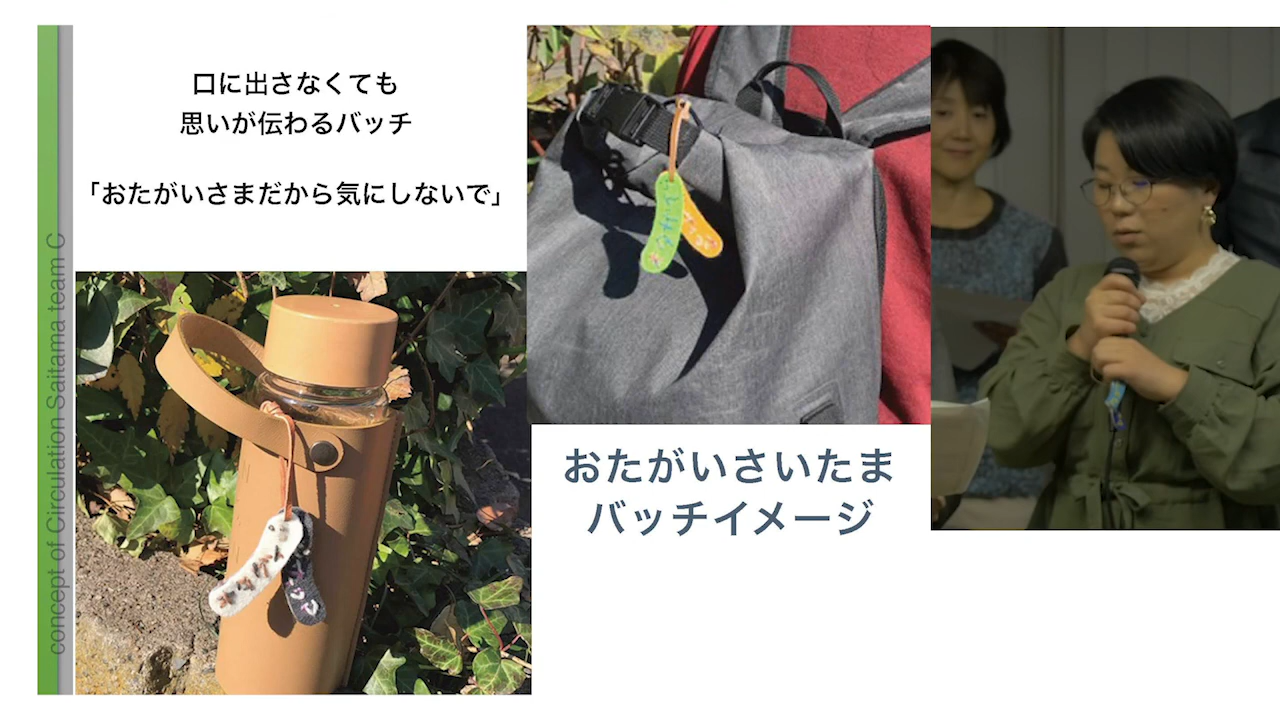 口に出さなくても
思いが伝わるバッチ
「おたがいさまだから気にしないで」
おたがいさいたま
バッチイメージ
concept of Circulation Saitama team C